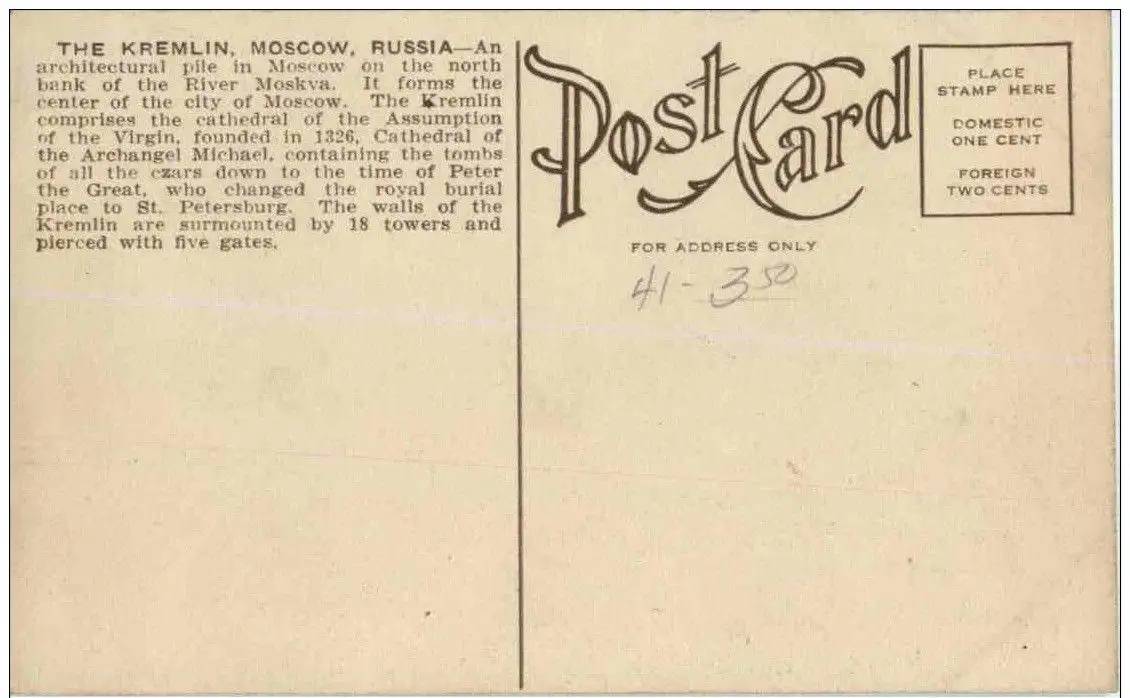 THE KREMLIN, MOSCOW, RUSSIA—An
architectural pile in Moscow on the north
bank of the River Moskva. It forms the
center of the city of Moscow. The Kremlin
comprises the cathedral of the Assumption
of the Virgin, founded in 1326, Cathedral of
the Archangel Michael, containing the tombs
of all the czars down to the time of Peter
the Great, who changed the royal burial
place to St. Petersburg. The walls of the
Kremlin are surmounted by 18 towers and
pierced with five gates.
Post Card
PLACE
STAMP HERE
DOMESTIC
ONE CENT
FOREIGN
TWO CENTS
FOR ADDRESS ONLY
41-3 50